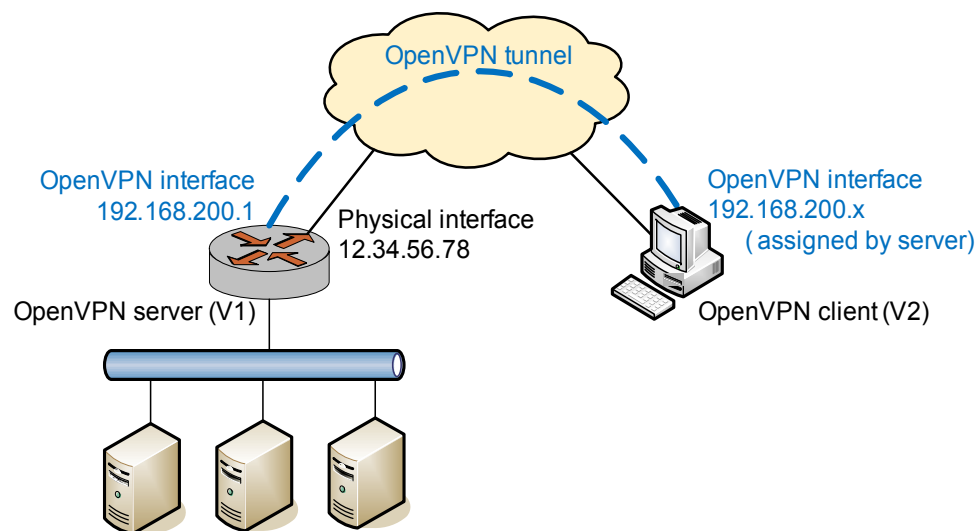 OpenVPN tunnel
OpenVPN interface
192.168.200.1
Physical interface
12.34.56.78
OpenVPN interface
192.168.200.x
( assigned by server)
OpenVPN server (V1)
OpenVPN client (V2)